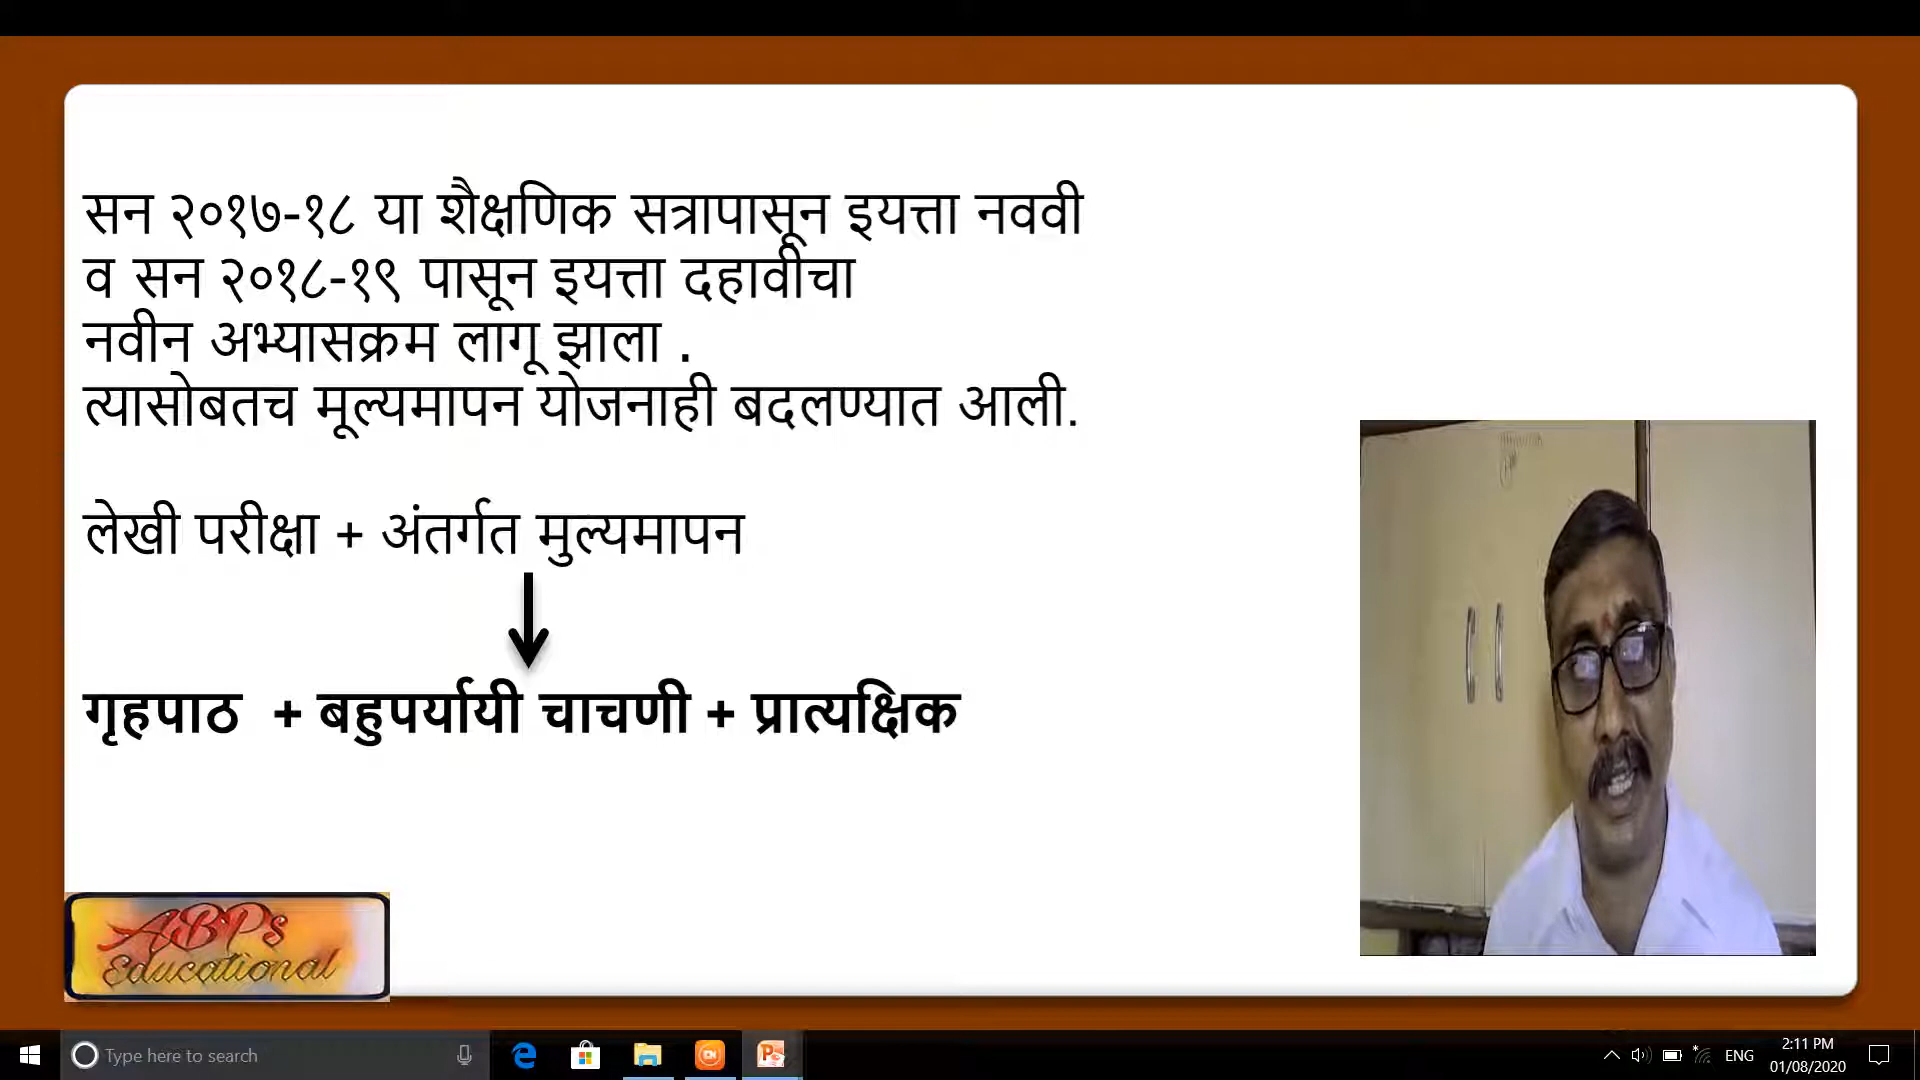 सन २०१७-१८ या शैक्षणिक सत्रापासून इयत्ता नववी
व सन २०१८-१९ पासून इयत्ता दहावीचा
नवीन अभ्यासक्रम लागू झाला .
त्यासोबतच मूल्यमापन योजनाही बदलण्यात आली.
लेखी परीक्षा + अंतर्गत मुल्यमापन
गृहपाठ + बहुपर्यायी चाचणी + प्रात्यक्षिक
ABPs
Educational
Type here to search
ENG
2:11 PM
01/08/2020